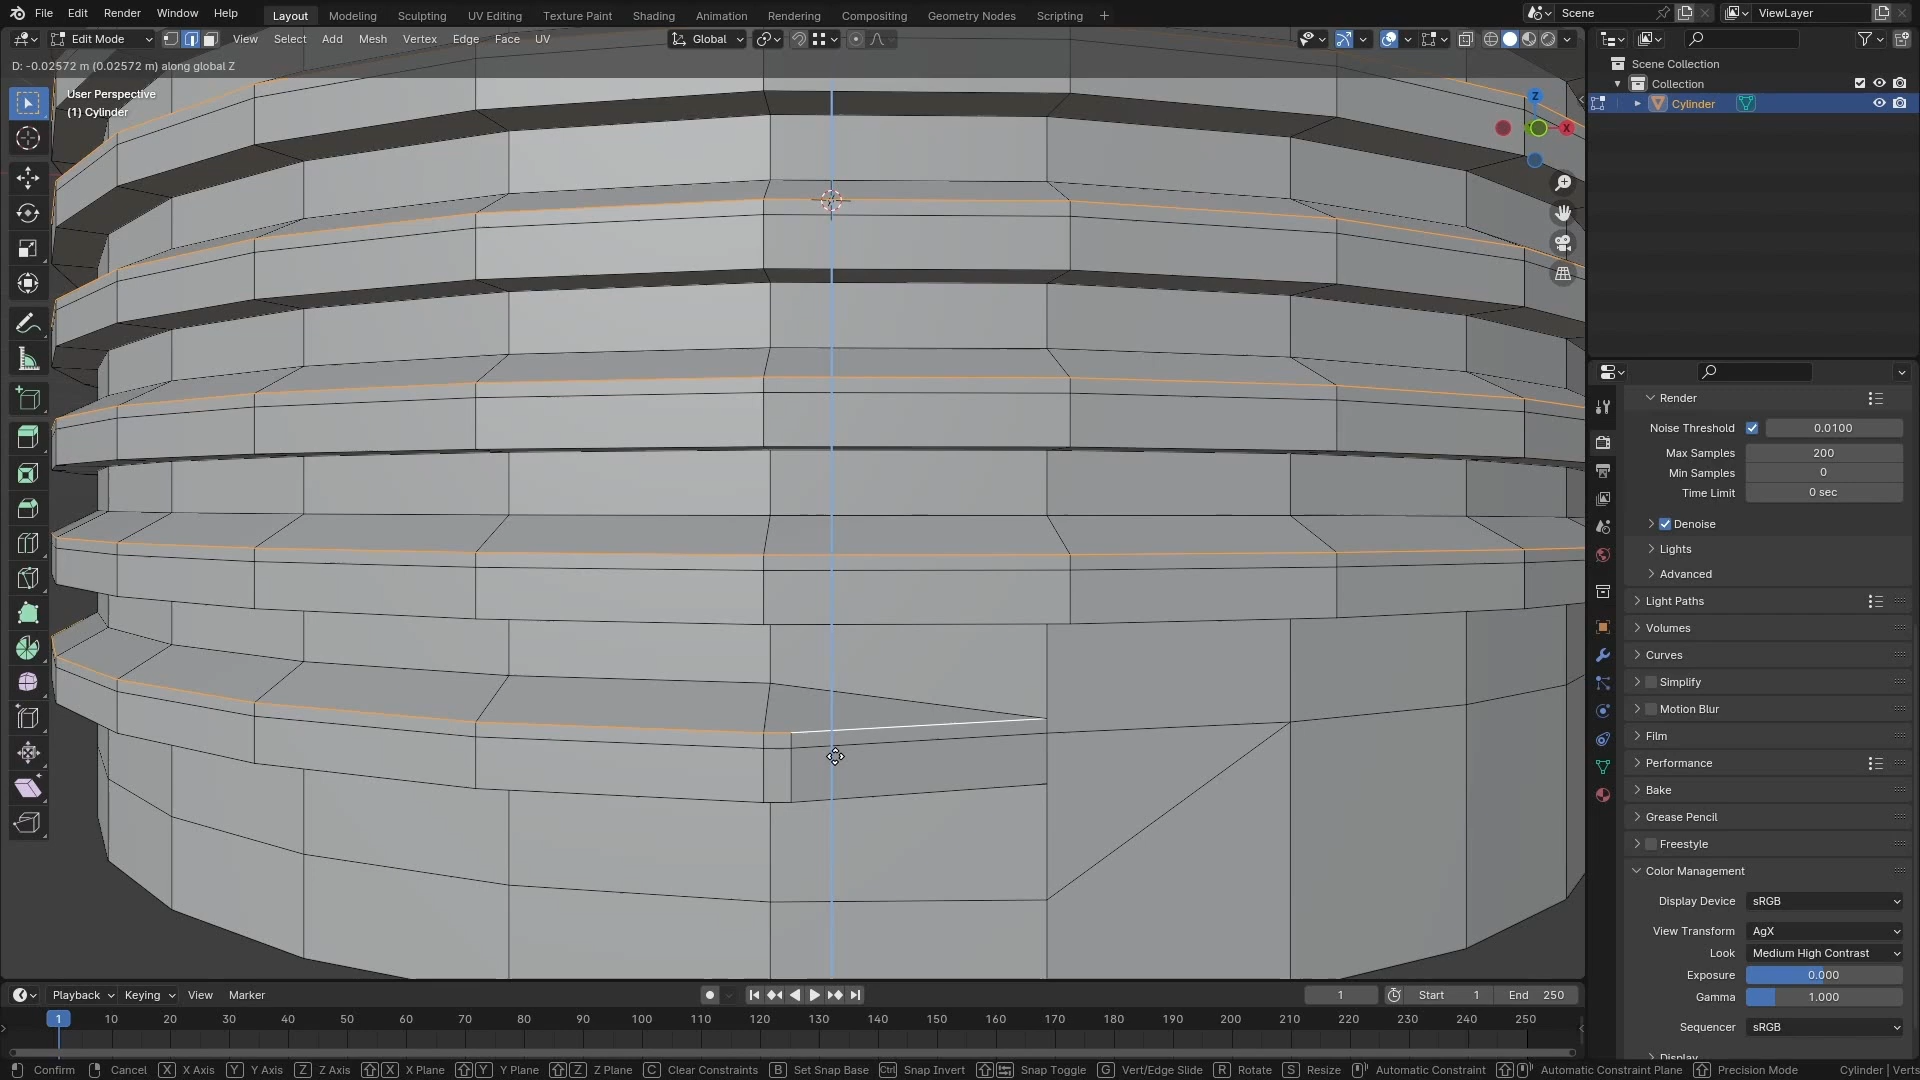 File Edit Render Window Help Layout Modeling Sculpting UV Editing Texture Paint Shading Animation Rendering Compositing Geometry Nodes Scripting + Scene ViewLayer
Edit Mode View Select Add Mesh Vertex Edge Face UV Global
D: -0.02572 m (0.02572 m) along global Z
User Perspective
(1) Cylinder
Z
X
Scene Collection
Collection
Cylinder
Render
Noise Threshold 0.0100
Max Samples 200
Min Samples 0
Time Limit 0 sec
Denoise
Lights
Advanced
Light Paths
Volumes
Curves
Simplify
Motion Blur
Film
Performance
Bake
Grease Pencil
Freestyle
Color Management
Display Device sRGB
View Transform AgX
Look Medium High Contrast
Exposure 0.000
Gamma 1.000
Sequencer sRGB
Display
Playback Keying View Marker 1 Start 1 End 250
1 10 20 30 40 50 60 70 80 90 100 110 120 130 140 150 160 170 180 190 200 210 220 230 240 250
Confirm Cancel X X Axis Y Y Axis Z Z Axis X X Plane Y Y Plane Z Z Plane C Clear Constraints B Set Snap Base Ctrl Snap Invert Snap Toggle G Vert/Edge Slide R Rotate S Resize Automatic Constraint Automatic Constraint Plane Precision Mode Cylinder | Verts